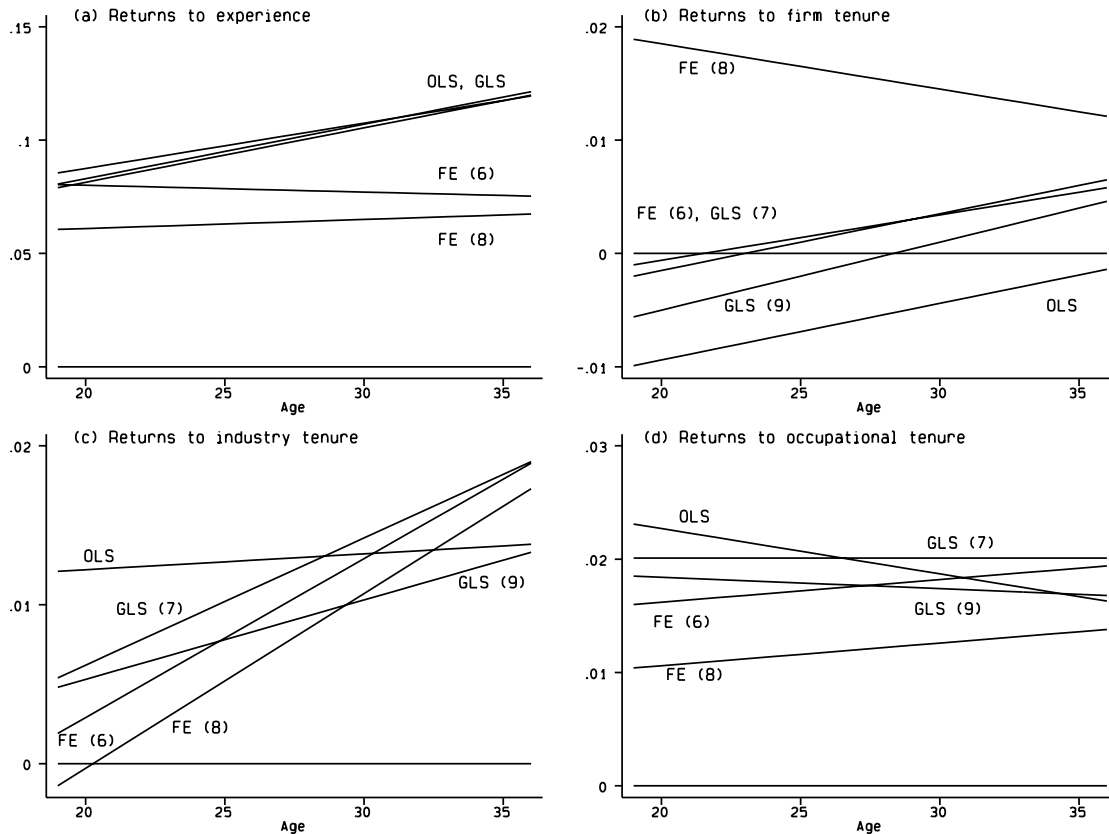 (a) Returns to experience
.15
.1
.05
0
OLS, GLS
FE (6)
FE (8)
20 25 30 35
Age
(b) Returns to firm tenure
.02
.01
0
-.01
FE (8)
FE (6), GLS (7)
GLS (9)
OLS
20 25 30 35
Age
(c) Returns to industry tenure
.02
.01
0
OLS
GLS (7)
GLS (9)
FE (6)
FE (8)
20 25 30 35
Age
(d) Returns to occupational tenure
.03
.02
.01
0
OLS
GLS (7)
GLS (9)
FE (6)
FE (8)
20 25 30 35
Age